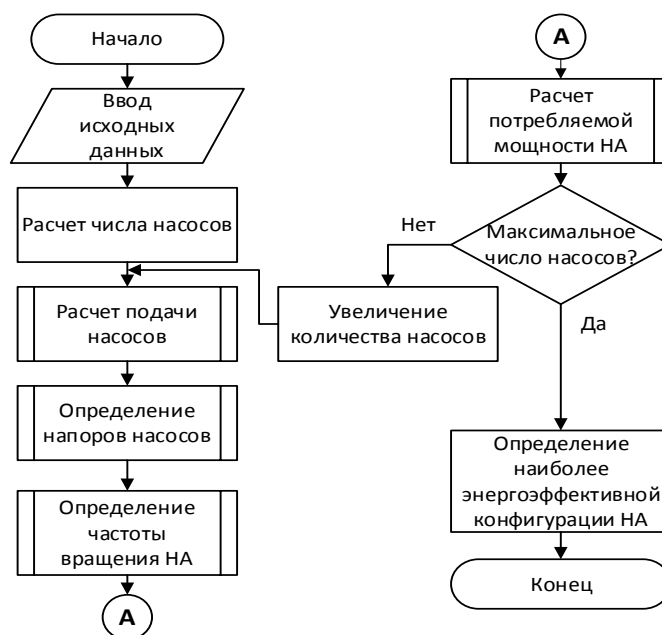 Начало
Ввод
исходных
данных
Расчет числа насосов
Расчет подачи
насосов
Определение
напоров насосов
Определение
частоты
вращения НА
А
А
Расчет
потребляемой
мощности НА
Максимальное
число насосов?
Нет
Увеличение
количества насосов
Да
Определение
наиболее
энергоэффективной
конфигурации НА
Конец